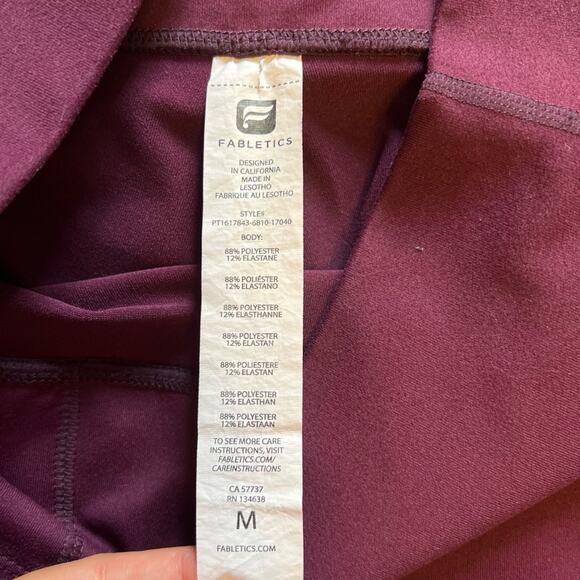 FABLETICS
DESIGNED
IN CALIFORNIA
MADE IN
LESOTHO
FABRIQUE AU LESOTHO
STYLE#
PT1617843-6810-17040
BODY:
88% POLYESTER
12% ELASTANE
88% POLIÉSTER
12% ELASTANO
88% POLYESTER
12% ELASTHANNE
88% POLYESTER
12% ELASTAN
88% POLIESTERE
12% ELASTAN
88% POLYESTER
12% ELASTHAN
88% POLYESTER
12% ELASTAAN
TO SEE MORE CARE
INSTRUCTIONS, VISIT
FABLETICS.COM/
CAREINSTRUCTIONS
CA 57737
RN 134638
M
FABLETICS.COM